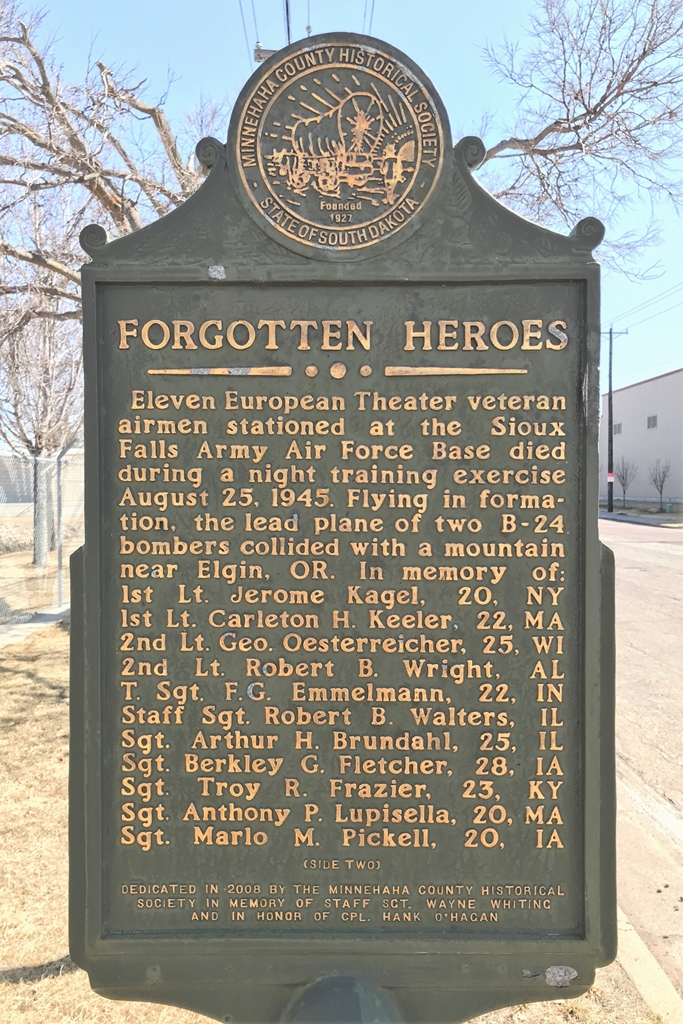 MINNEHAHA COUNTY HISTORICAL SOCIETY
Founded
1927
STATE OF SOUTH DAKOTA
FORGOTTEN HEROES
Eleven European Theater veteran
airmen stationed at the Sioux
Falls Army Air Force Base died
during a night training exercise
August 25, 1945. Flying in forma-
tion, the lead plane of two B-24
bombers collided with a mountain
near Elgin, OR. In memory of:
1st Lt. Jerome Kagel, 20, NY
1st Lt. Carleton H. Keeler, 22, MA
2nd Lt. Geo. Oesterreicher, 25, WI
2nd Lt. Robert B. Wright, AL
T. Sgt. F.G. Emmelmann, 22, IN
Staff Sgt. Robert B. Walters, IL
Sgt. Arthur H. Brundahl, 25, IL
Sgt. Berkley G. Fletcher, 28, IA
Sgt. Troy R. Frazier, 23, KY
Sgt. Anthony P. Lupisella, 20, MA
Sgt. Marlo M. Pickell, 20, IA
(SIDE TWO)
DEDICATED IN 2008 BY THE MINNEHAHA COUNTY HISTORICAL
SOCIETY IN MEMORY OF STAFF SGT. WAYNE WHITING
AND IN HONOR OF CPL. HANK O'HAGAN